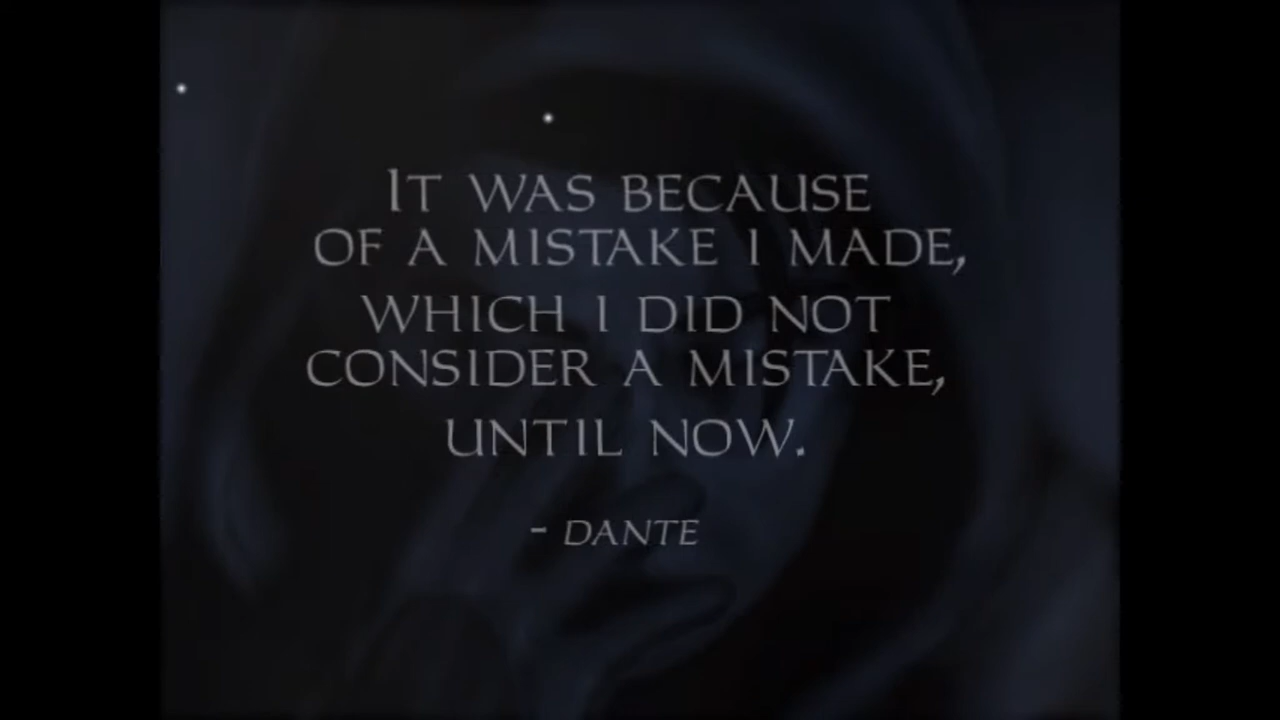 IT WAS BECAUSE
OF A MISTAKE I MADE,
WHICH I DID NOT
CONSIDER A MISTAKE,
UNTIL NOW.
- DANTE